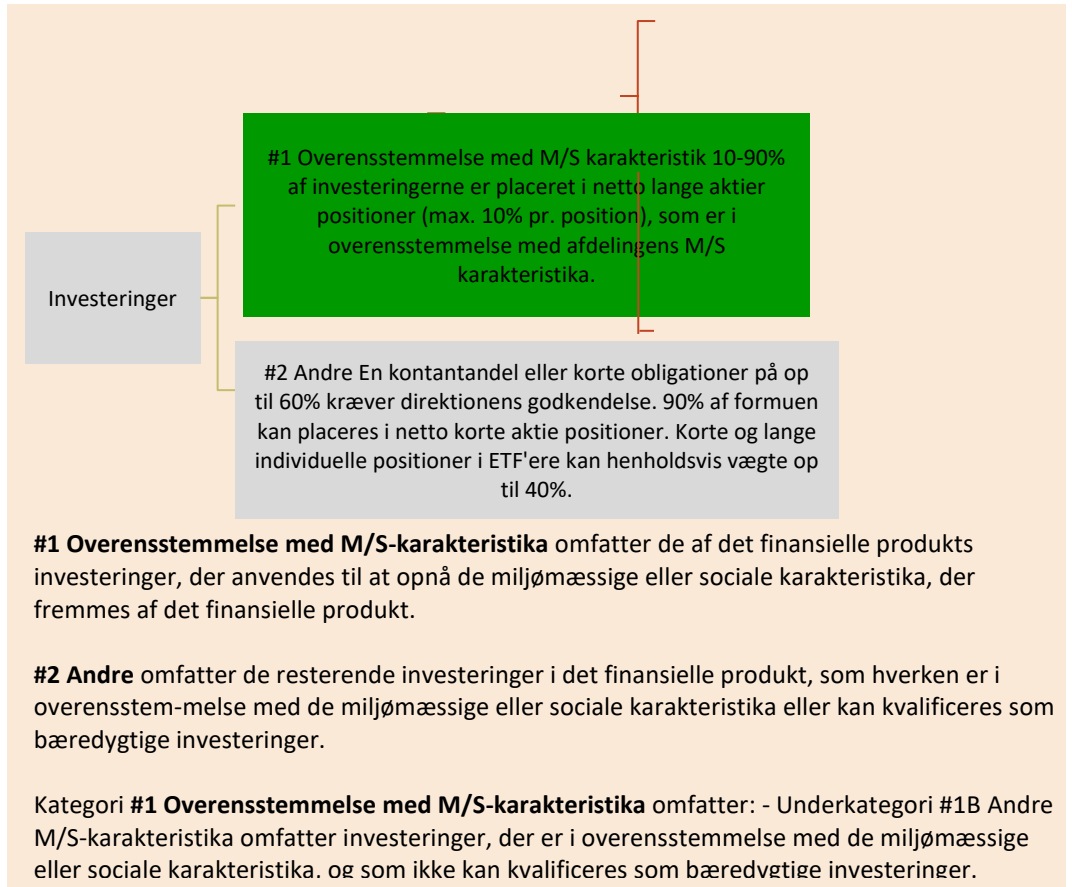 #1 Overensstemmelse med M/S karakteristik 10-90%
af investeringerne er placeret i netto lange aktier
positioner (max. 10% pr. position), som er i
overensstemmelse med afdelingens M/S
karakteristika.
Investeringer
#2 Andre En kontantandel eller korte obligationer på op
til 60% kræver direktionens godkendelse. 90% af formuen
kan placeres i netto korte aktie positioner. Korte og lange
individuelle positioner i ETF'ere kan henholdsvis vægte op
til 40%.
#1 Overensstemmelse med M/S-karakteristika omfatter de af det finansielle produkts
investeringer, der anvendes til at opnå de miljømæssige eller sociale karakteristika, der
fremmes af det finansielle produkt.
#2 Andre omfatter de resterende investeringer i det finansielle produkt, som hverken er i
overensstem-melse med de miljømæssige eller sociale karakteristika eller kan kvalificeres som
bæredygtige investeringer.
Kategori #1 Overensstemmelse med M/S-karakteristika omfatter: - Underkategori #1B Andre
M/S-karakteristika omfatter investeringer, der er i overensstemmelse med de miljømæssige
eller sociale karakteristika, og som ikke kan kvalificeres som bæredygtige investeringer.